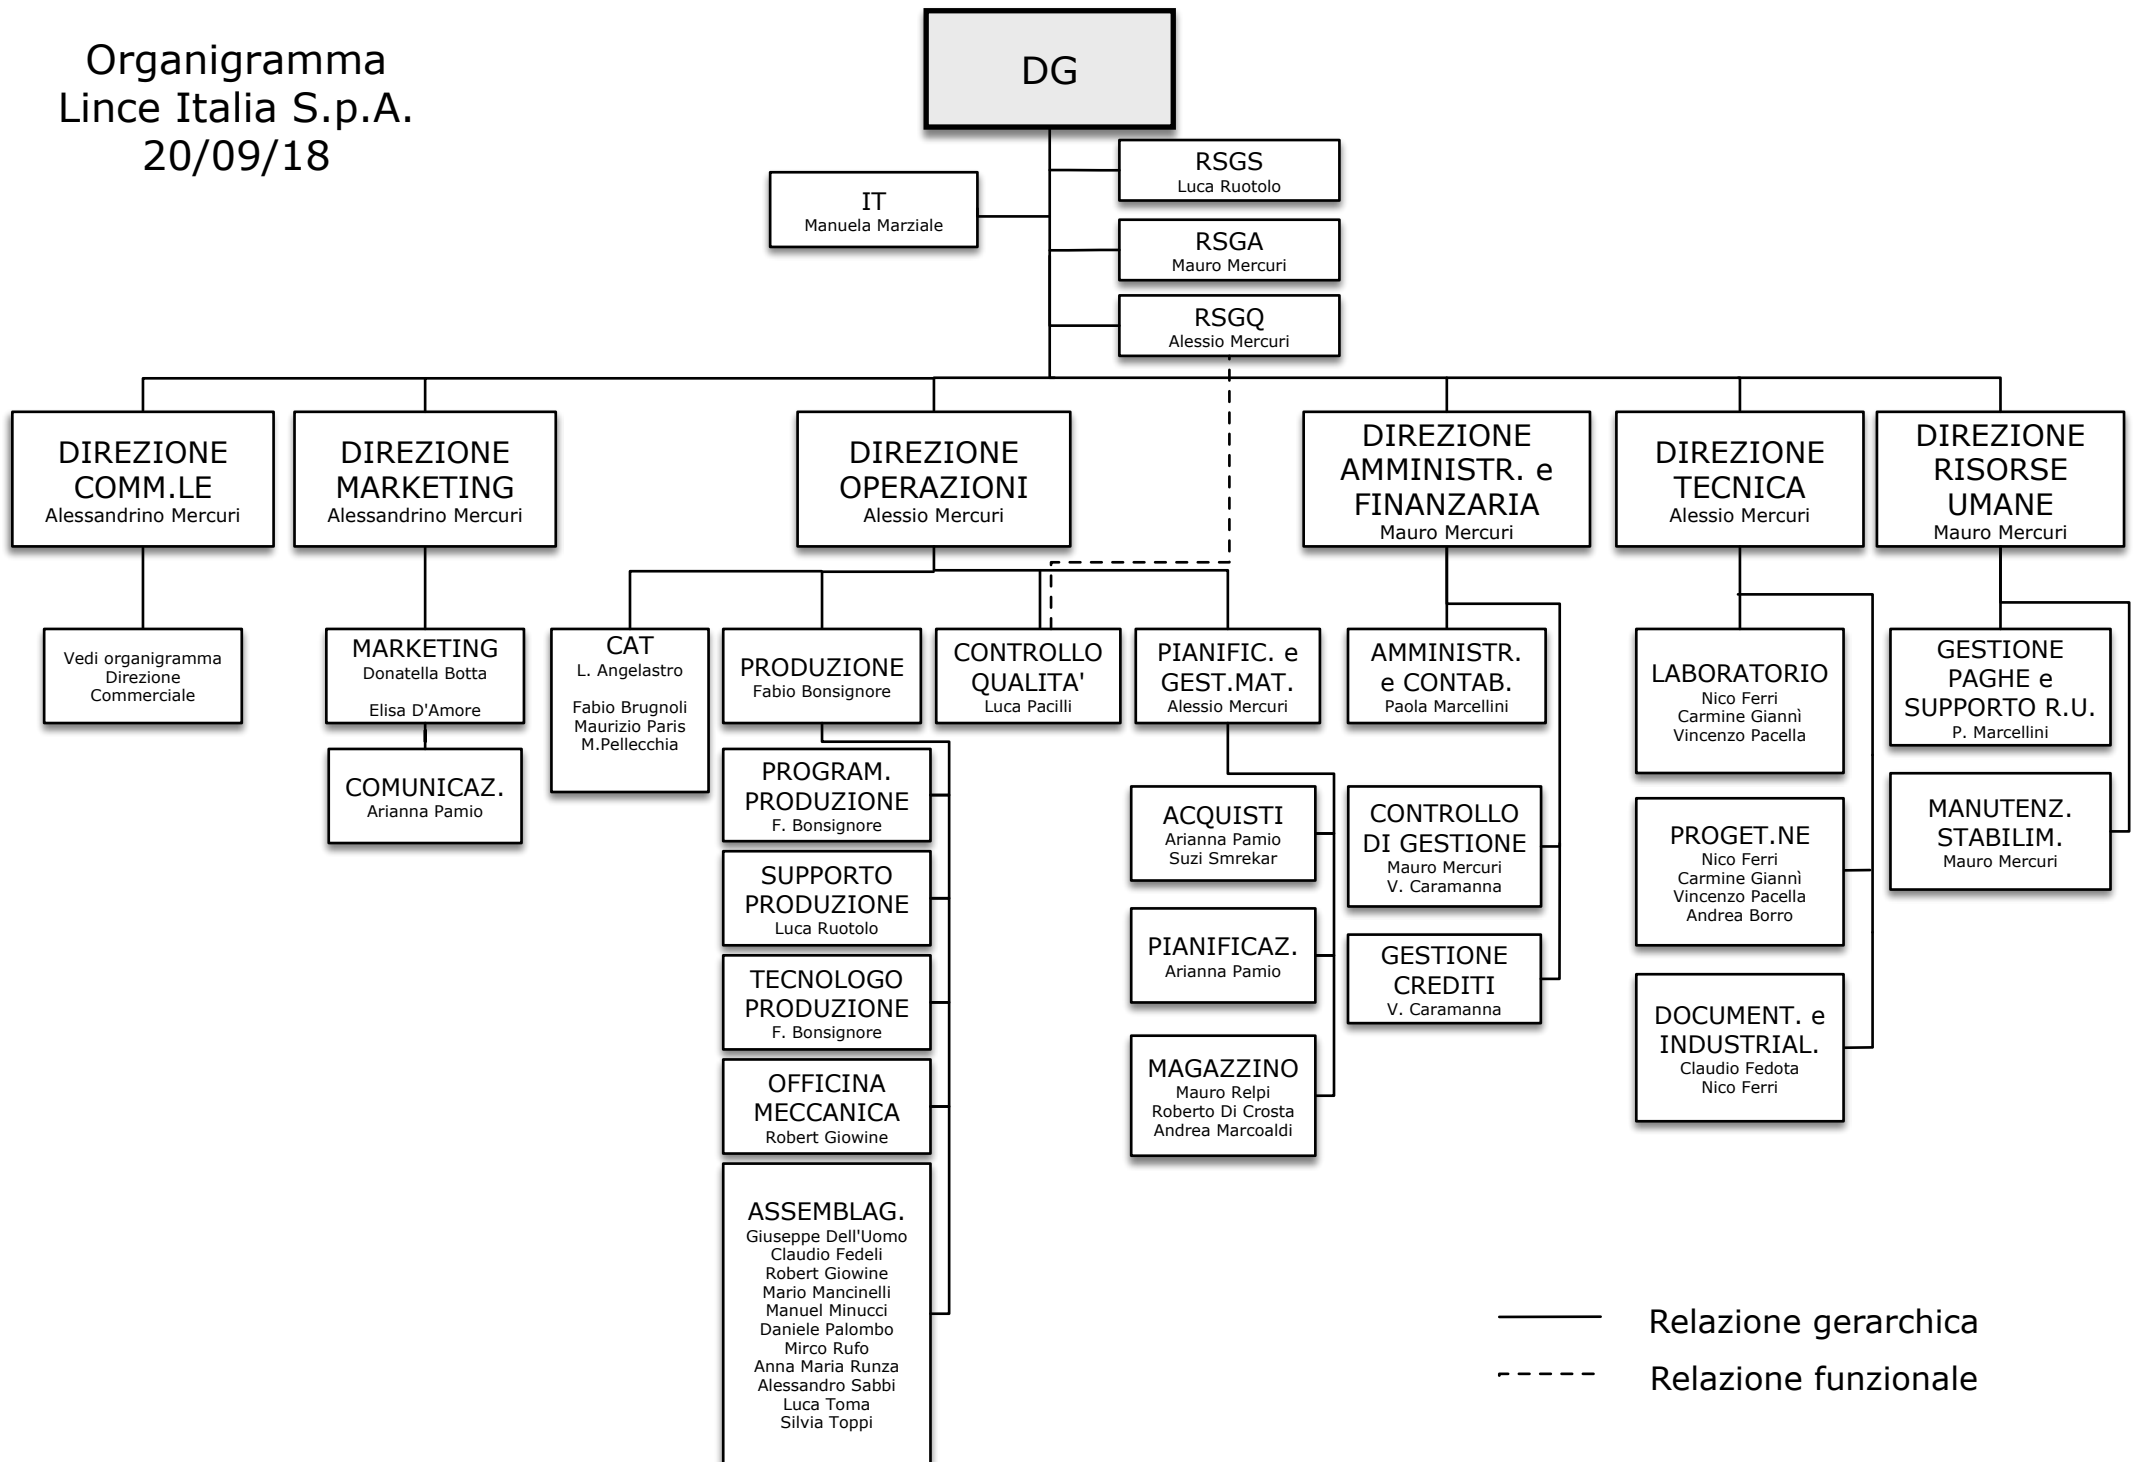 Organigramma
Lince Italia S.p.A.
20/09/18
DG
RSGS
Luca Ruotolo
IT
Manuela Marziale
RSGA
Mauro Mercuri
RSGQ
Alessio Mercuri
DIREZIONE
COMM.LE
Alessandrino Mercuri
DIREZIONE
MARKETING
Alessandrino Mercuri
DIREZIONE
OPERAZIONI
Alessio Mercuri
DIREZIONE
AMMINISTR. e
FINANZARIA
Mauro Mercuri
DIREZIONE
TECNICA
Alessio Mercuri
DIREZIONE
RISORSE
UMANE
Mauro Mercuri
Vedi organigramma
Direzione
Commerciale
MARKETING
Donatella Botta
Elisa D'Amore
COMUNICAZ.
Arianna Pamio
CAT
L. Angelastro
Fabio Brugnoli
Maurizio Paris
M.Pellecchia
PRODUZIONE
Fabio Bonsignore
PROGRAM.
PRODUZIONE
F. Bonsignore
SUPPORTO
PRODUZIONE
Luca Ruotolo
TECNOLOGO
PRODUZIONE
F. Bonsignore
OFFICINA
MECCANICA
Robert Giowine
ASSEMBLAG.
Giuseppe Dell'Uomo
Claudio Fedeli
Robert Giowine
Mario Mancinelli
Manuel Minucci
Daniele Palombo
Mirco Rufo
Anna Maria Runza
Alessandro Sabbi
Luca Toma
Silvia Toppi
CONTROLLO
QUALITA'
Luca Pacilli
PIANIFIC. e
GEST.MAT.
Alessio Mercuri
ACQUISTI
Arianna Pamio
Suzi Smrekar
PIANIFICAZ.
Arianna Pamio
MAGAZZINO
Mauro Relpi
Roberto Di Crosta
Andrea Marcoaldi
AMMINISTR.
e CONTAB.
Paola Marcellini
CONTROLLO
DI GESTIONE
Mauro Mercuri
V. Caramanna
GESTIONE
CREDITI
V. Caramanna
LABORATORIO
Nico Ferri
Carmine Giannì
Vincenzo Pacella
PROGET.NE
Nico Ferri
Carmine Giannì
Vincenzo Pacella
Andrea Borro
DOCUMENT. e
INDUSTRIAL.
Claudio Fedota
Nico Ferri
GESTIONE
PAGHE e
SUPPORTO R.U.
P. Marcellini
MANUTENZ.
STABILIM.
Mauro Mercuri
Relazione gerarchica
Relazione funzionale